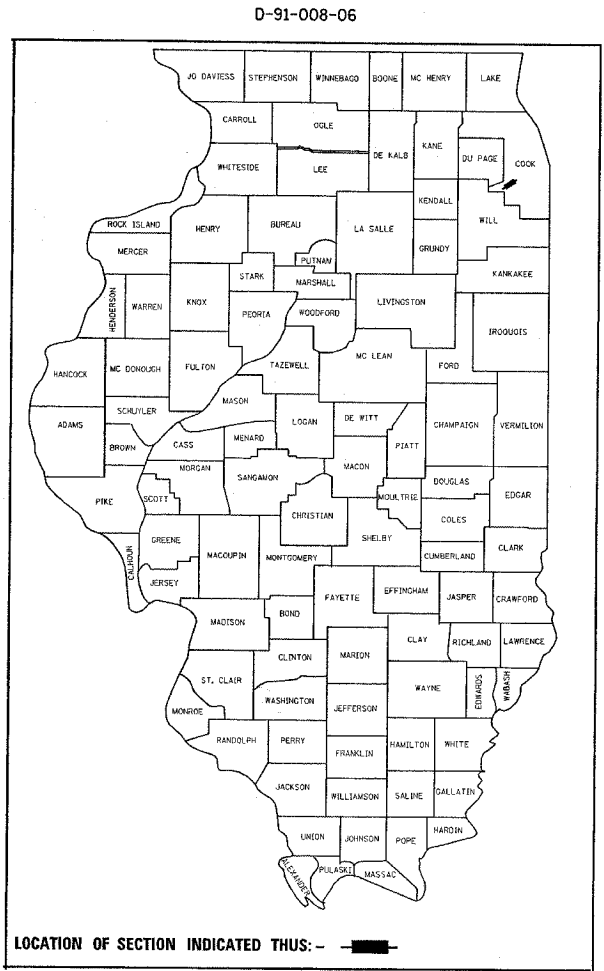 D-91-008-06
JO DAVIESS STEPHENSON WINNEBAGO BOONE MC HENRY LAKE
CARROLL OGLE
DE KALB KANE DU PAGE COOK
WHITESIDE LEE
KENDALL
ROCK ISLAND HENRY BUREAU LA SALLE WILL
MERCER PUTNAM GRUNDY
STARK MARSHALL KANKAKEE
HENDERSON WARREN KNOX PEORIA WOODFORD LIVINGSTON IROQUOIS
HANCOCK MC DONOUGH FULTON TAZEWELL MC LEAN FORD
MASON
ADAMS SCHUYLER LOGAN DE WITT CHAMPAIGN VERMILION
BROWN CASS MENARD PIATT
MORGAN SANGAMON MACON DOUGLAS
PIKE SCOTT MOULTRIE EDGAR
CHRISTIAN COLES
GREENE MACOUPIN MONTGOMERY SHELBY CUMBERLAND CLARK
CALHOUN JERSEY FAYETTE EFFINGHAM JASPER CRAWFORD
MADISON BOND
CLAY RICHLAND LAWRENCE
CLINTON MARION
ST. CLAIR WAYNE EDWARDS WABASH
WASHINGTON JEFFERSON
MONROE
RANDOLPH PERRY FRANKLIN HAMILTON WHITE
JACKSON WILLIAMSON SALINE GALLATIN
UNION JOHNSON POPE HARDIN
ALEXANDER PULASKI MASSAC
LOCATION OF SECTION INDICATED THUS: -